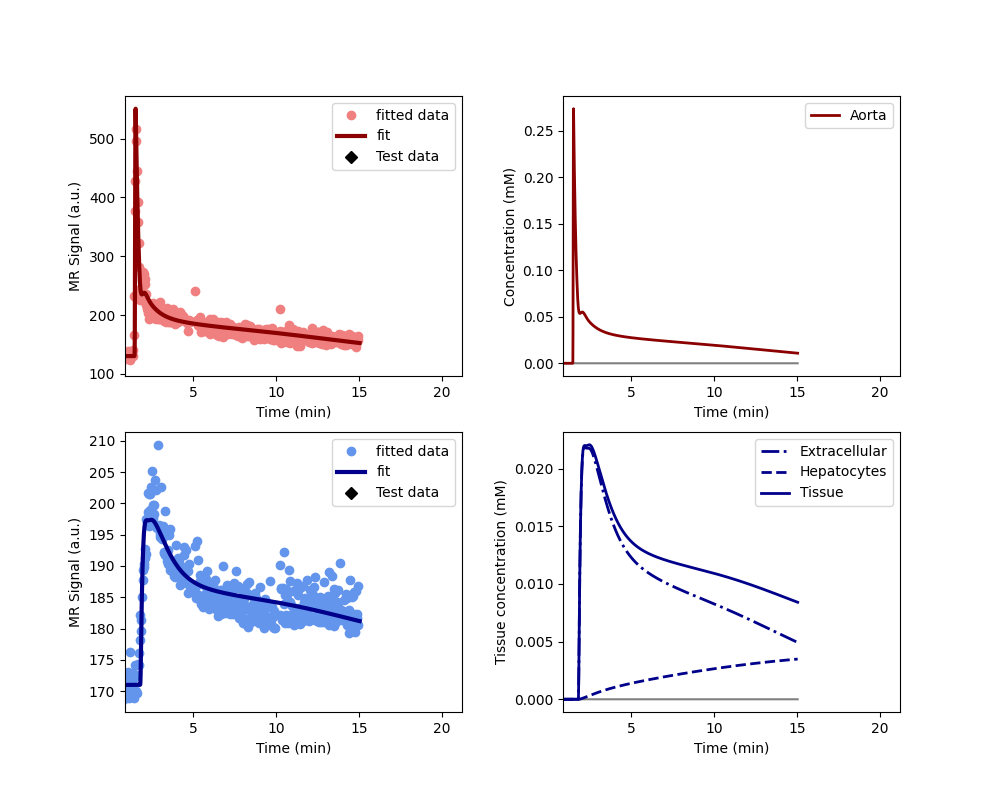 fitted data
fit
Test data
500
400
300
200
100
MR Signal (a.u.)
5
10
15
20
Time (min)
Aorta
0.25
0.20
0.15
0.10
0.05
0.00
Concentration (mM)
5
10
15
20
Time (min)
fitted data
fit
Test data
210
205
200
195
190
185
180
175
170
MR Signal (a.u.)
5
10
15
20
Time (min)
Extracellular
Hepatocytes
Tissue
0.020
0.015
0.010
0.005
0.000
Tissue concentration (mM)
5
10
15
20
Time (min)